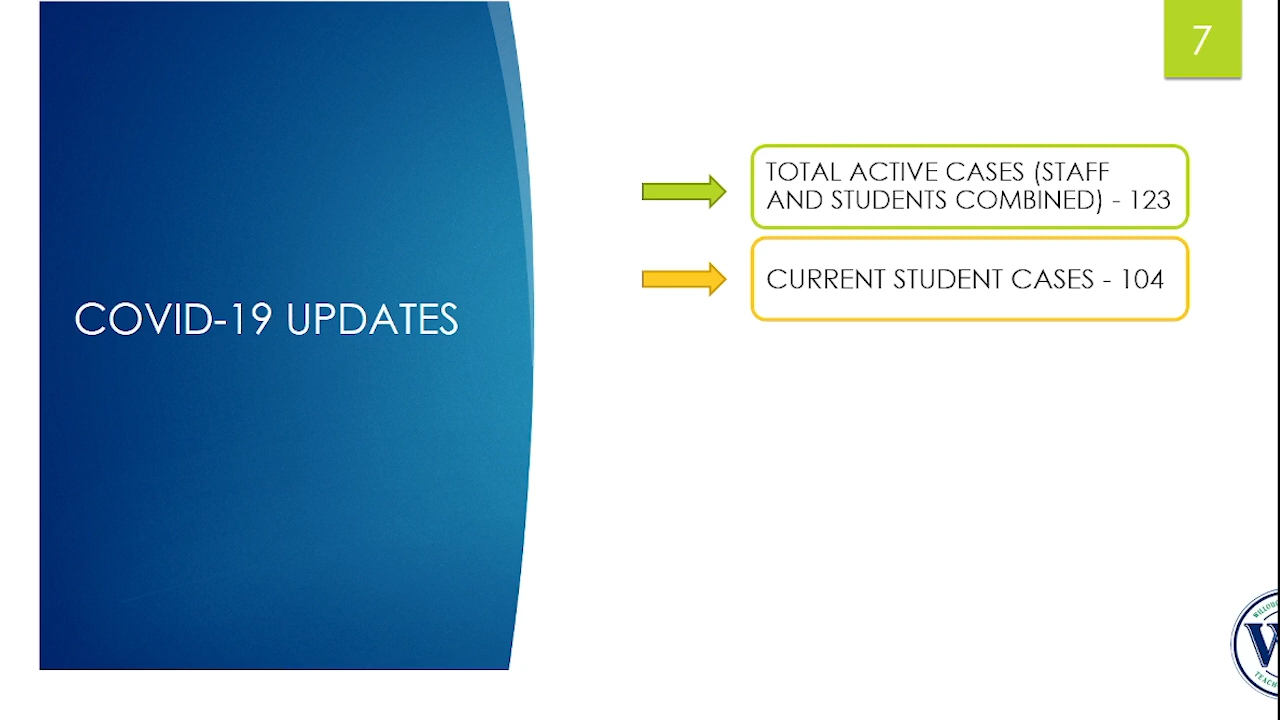 7
TOTAL ACTIVE CASES (STAFF
AND STUDENTS COMBINED) - 123
CURRENT STUDENT CASES - 104
COVID-19 UPDATES
W